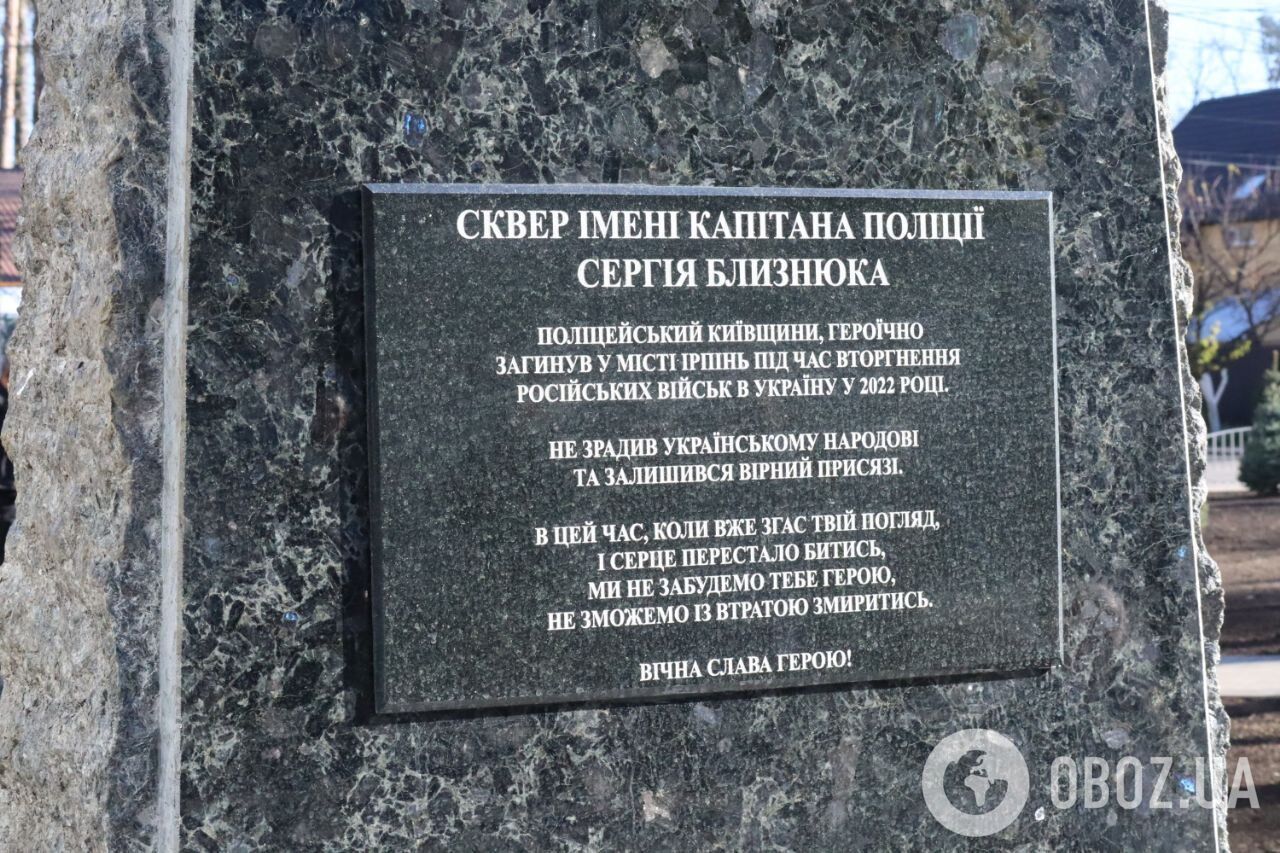 СКВЕР ІМЕНІ КАПІТАНА ПОЛІЦІЇ
СЕРГІЯ БЛИЗНЮКА
ПОЛІЦЕЙСЬКИЙ КИЇВЩИНИ, ГЕРОЇЧНО
ЗАГИНУВ У МІСТІ ІРПІНЬ ПІД ЧАС ВТОРГНЕННЯ
РОСІЙСЬКИХ ВІЙСЬК В УКРАЇНУ У 2022 РОЦІ.
НЕ ЗРАДИВ УКРАЇНСЬКОМУ НАРОДОВІ
ТА ЗАЛИШИВСЯ ВІРНИЙ ПРИСЯЗІ.
В ЦЕЙ ЧАС, КОЛИ ВЖЕ ЗГАС ТВІЙ ПОГЛЯД,
І СЕРЦЕ ПЕРЕСТАЛО БИТИСЬ,
МИ НЕ ЗАБУДЕМО ТЕБЕ ГЕРОЮ,
НЕ ЗМОЖЕМО ІЗ ВТРАТОЮ ЗМИРИТИСЬ.
ВІЧНА СЛАВА ГЕРОЮ!
OBOZ.UA